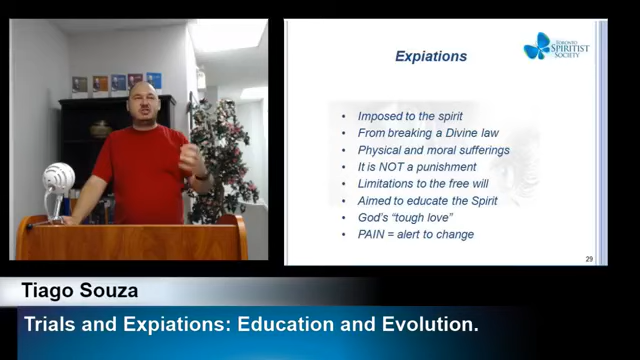 Expiations
TORONTO
SPIRITIST
SOCIETY
• Imposed to the spirit
• From breaking a Divine law
• Physical and moral sufferings
• It is NOT a punishment
• Limitations to the free will
• Aimed to educate the Spirit
• God's "tough love"
• PAIN = alert to change
29
Tiago Souza
Trials and Expiations: Education and Evolution.